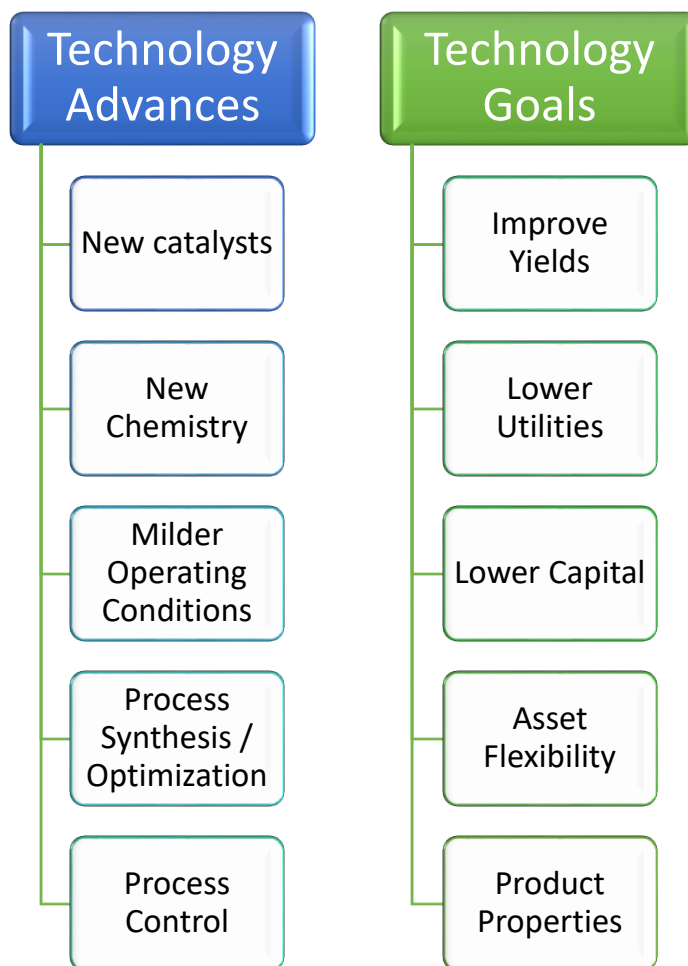 Technology
Advances
New catalysts
New
Chemistry
Milder
Operating
Conditions
Process
Synthesis /
Optimization
Process
Control
Technology
Goals
Improve
Yields
Lower
Utilities
Lower Capital
Asset
Flexibility
Product
Properties